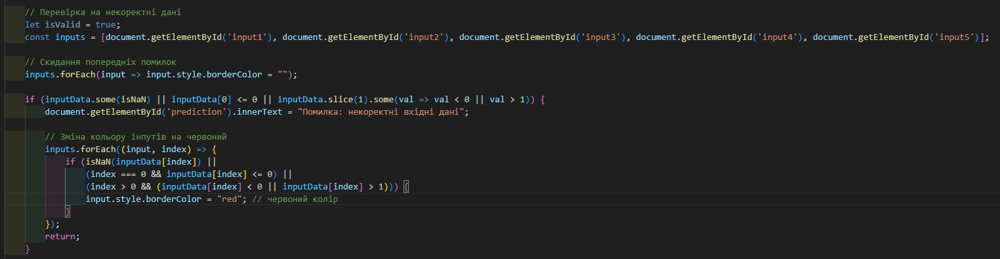 // Перевірка на некоректні дані
let isValid = true;
const inputs = [document.getElementById('input1'), document.getElementById('input2'), document.getElementById('input3'), document.getElementById('input4'), document.getElementById('input5')];
// Скидання попередніх помилок
inputs.forEach(input => input.style.borderColor = "");
if (inputData.some(isNaN) || inputData[0] <= 0 || inputData.slice(1).some(val => val < 0 || val > 1)) {
document.getElementById('prediction').innerText = "Помилка: некоректні вхідні дані";
// Зміна кольору інпутів на червоний
inputs.forEach((input, index) => {
if (isNaN(inputData[index]) ||
(index === 0 && inputData[index] <= 0) ||
(index > 0 && (inputData[index] < 0 || inputData[index] > 1))) {
input.style.borderColor = "red"; // червоний колір
}
});
return;
}